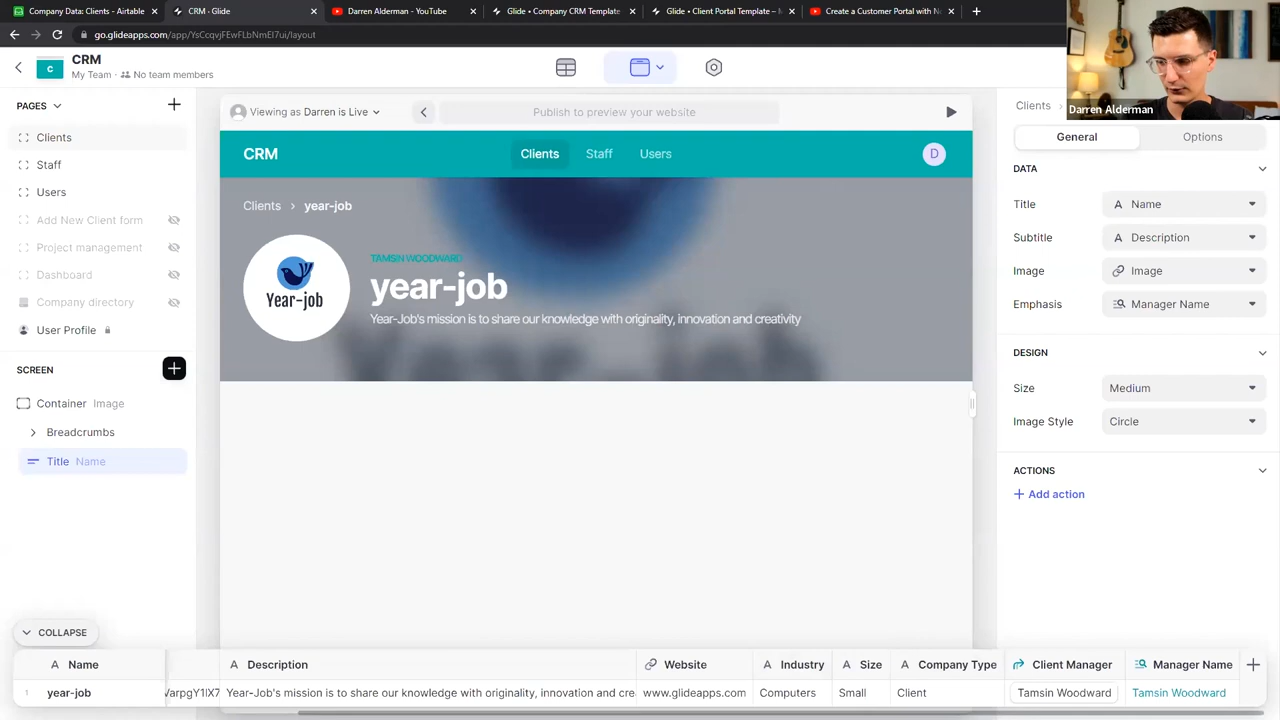 Company Data: Clients - Airtable
CRM · Glide
Darren Alderman - YouTube
Glide • Company CRM Template
Glide • Client Portal Template –
Create a Customer Portal with N
go.glideapps.com/app/YsCcqvjFEwFLbNmEl7ui/layout
Darren Alderman
C
CRM
My Team · No team members
PAGES
Clients
Staff
Users
Add New Client form
Project management
Dashboard
Company directory
User Profile
SCREEN
Container Image
Breadcrumbs
Title Name
COLLAPSE
Viewing as Darren is Live
Publish to preview your website
CRM
Clients
Staff
Users
D
Clients > year-job
Year-job
TAMSIN WOODWARD
year-job
Year-Job's mission is to share our knowledge with originality, innovation and creativity
Clients
General
Options
DATA
Title
Name
Subtitle
Description
Image
Image
Emphasis
Manager Name
DESIGN
Size
Medium
Image Style
Circle
ACTIONS
+ Add action
Name
Description
Website
Industry
Size
Company Type
Client Manager
Manager Name
1
year-job
VarpgY1lX7
Year-Job's mission is to share our knowledge with originality, innovation and crea
www.glideapps.com
Computers
Small
Client
Tamsin Woodward
Tamsin Woodward